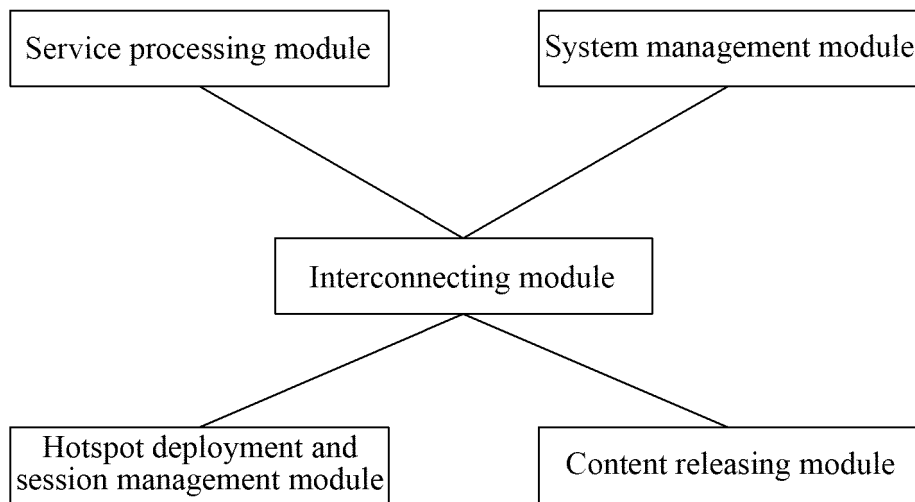 Service processing module
System management module
Interconnecting module
Hotspot deployment and
session management module
Content releasing module